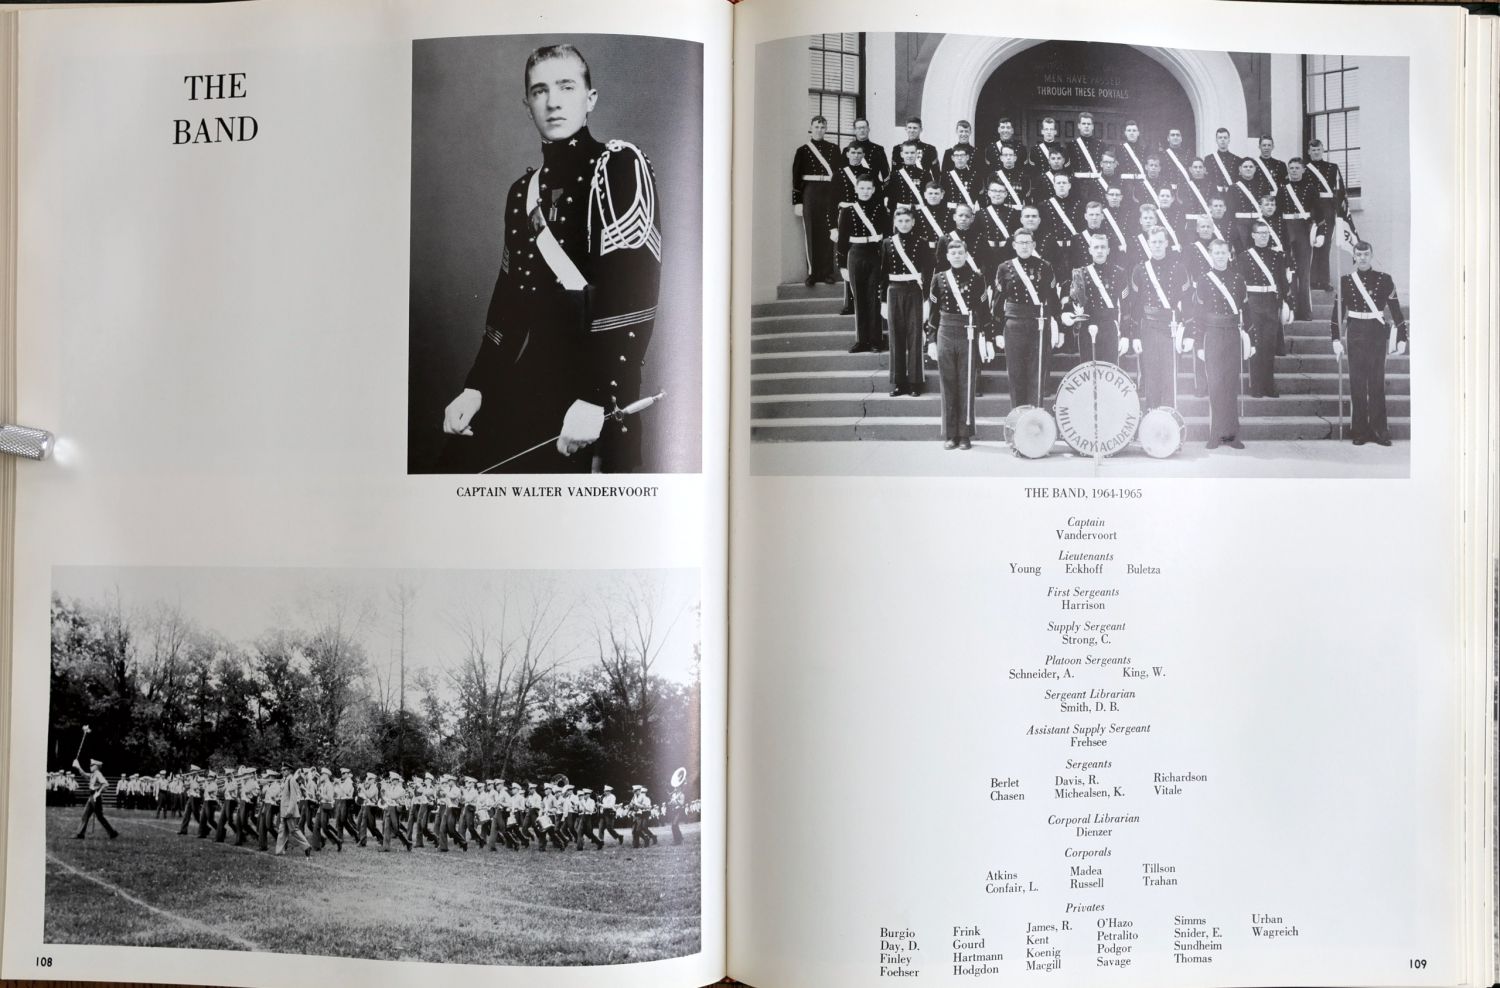 THE
BAND
CAPTAIN WALTER VANDERVOORT
108
MEN HAVE PASSED
THROUGH THESE PORTALS
NEW YORK
MILITARY ACADEMY
THE BAND, 1964-1965
Captain
Vandervoort
Lieutenants
Young Eckhoff Buletza
First Sergeants
Harrison
Supply Sergeant
Strong, C.
Platoon Sergeants
Schneider, A. King, W.
Sergeant Librarian
Smith, D. B.
Assistant Supply Sergeant
Frehsee
Sergeants
Berlet Davis, R. Richardson
Chasen Michealsen, K. Vitale
Corporal Librarian
Dienzer
Corporals
Atkins Madea Tillson
Confair, L. Russell Trahan
Privates
Burgio Frink James, R. O'Hazo Simms Urban
Day, D. Gourd Kent Petralito Snider, E. Wagreich
Finley Hartmann Koenig Podgor Sundheim
Foehser Hodgdon Macgill Savage Thomas
109